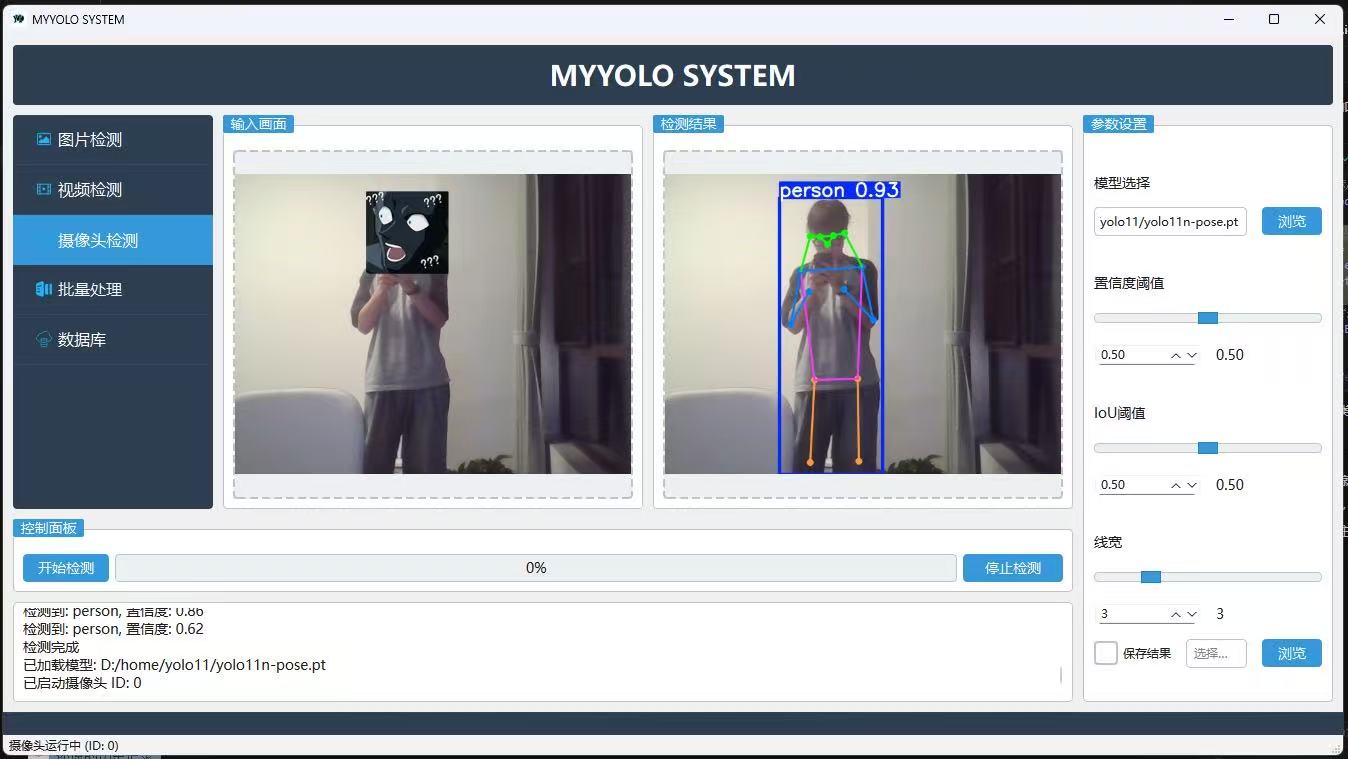 MYYOLO SYSTEM
MYYOLO SYSTEM
图片检测
视频检测
摄像头检测
批量处理
数据库
输入画面
???
???
???
检测结果
person 0.93
参数设置
模型选择
yolo11/yolo11n-pose.pt
浏览
置信度阈值
0.50
0.50
IoU阈值
0.50
0.50
线宽
3
3
保存结果
选择...
浏览
控制面板
开始检测
0%
停止检测
检测到: person, 置信度: 0.86
检测到: person, 置信度: 0.62
检测完成
已加载模型: D:/home/yolo11/yolo11n-pose.pt
已启动摄像头 ID: 0
摄像头运行中 (ID: 0)